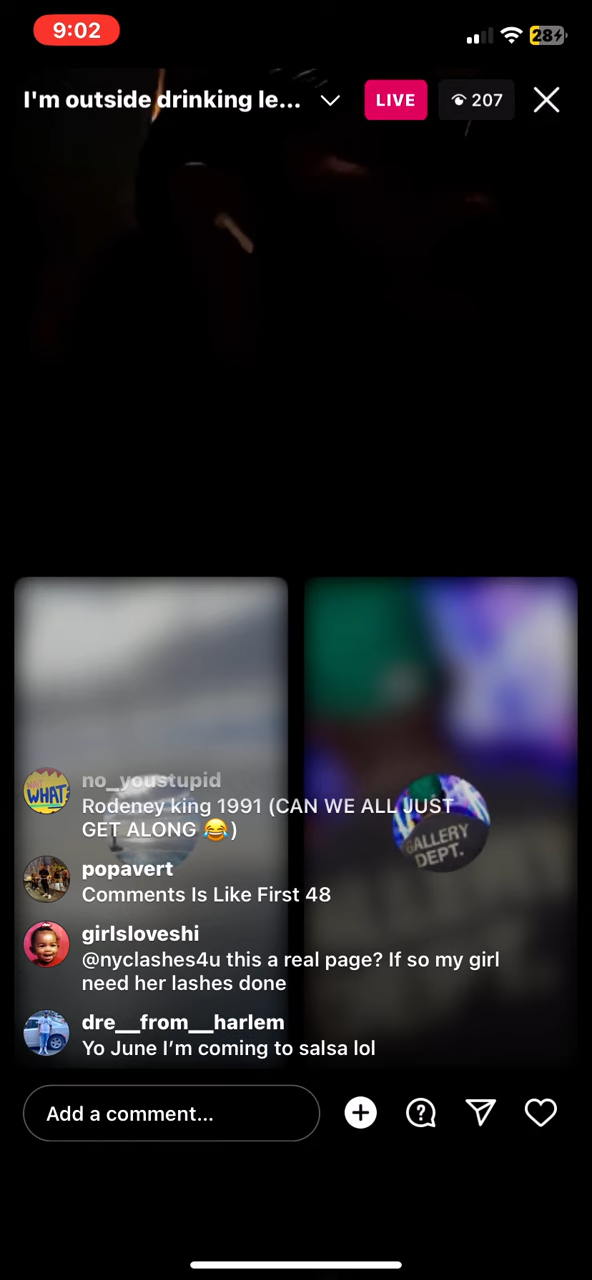 9:02
28
I'm outside drinking le...
LIVE
207
no_youstupid
Rodeney king 1991 (CAN WE ALL JUST
GET ALONG 😂)
WHAT
GALLERY
DEPT.
popavert
Comments Is Like First 48
girlsloveshi
@nyclashes4u this a real page? If so my girl
need her lashes done
dre__from__harlem
Yo June I’m coming to salsa lol
Add a comment...